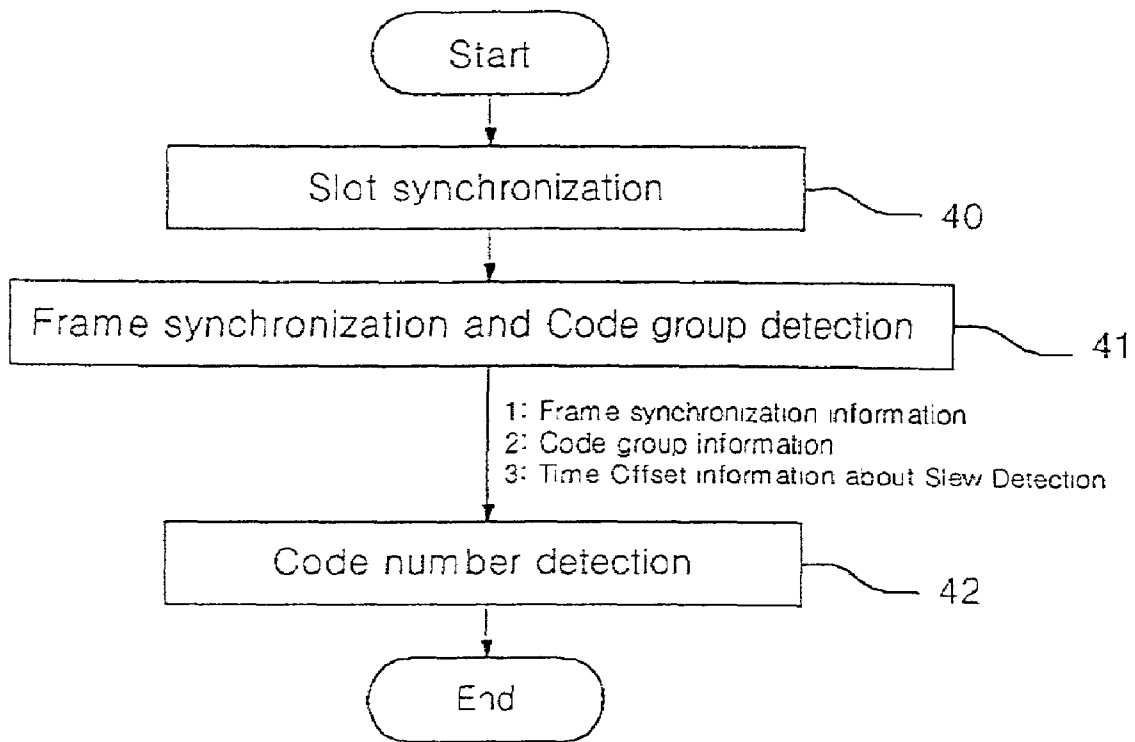 Start
Slot synchronization
40
Frame synchronization and Code group detection
41
1: Frame synchronization information
2: Code group information
3: Time Offset information about Slew Detection
Code number detection
42
End